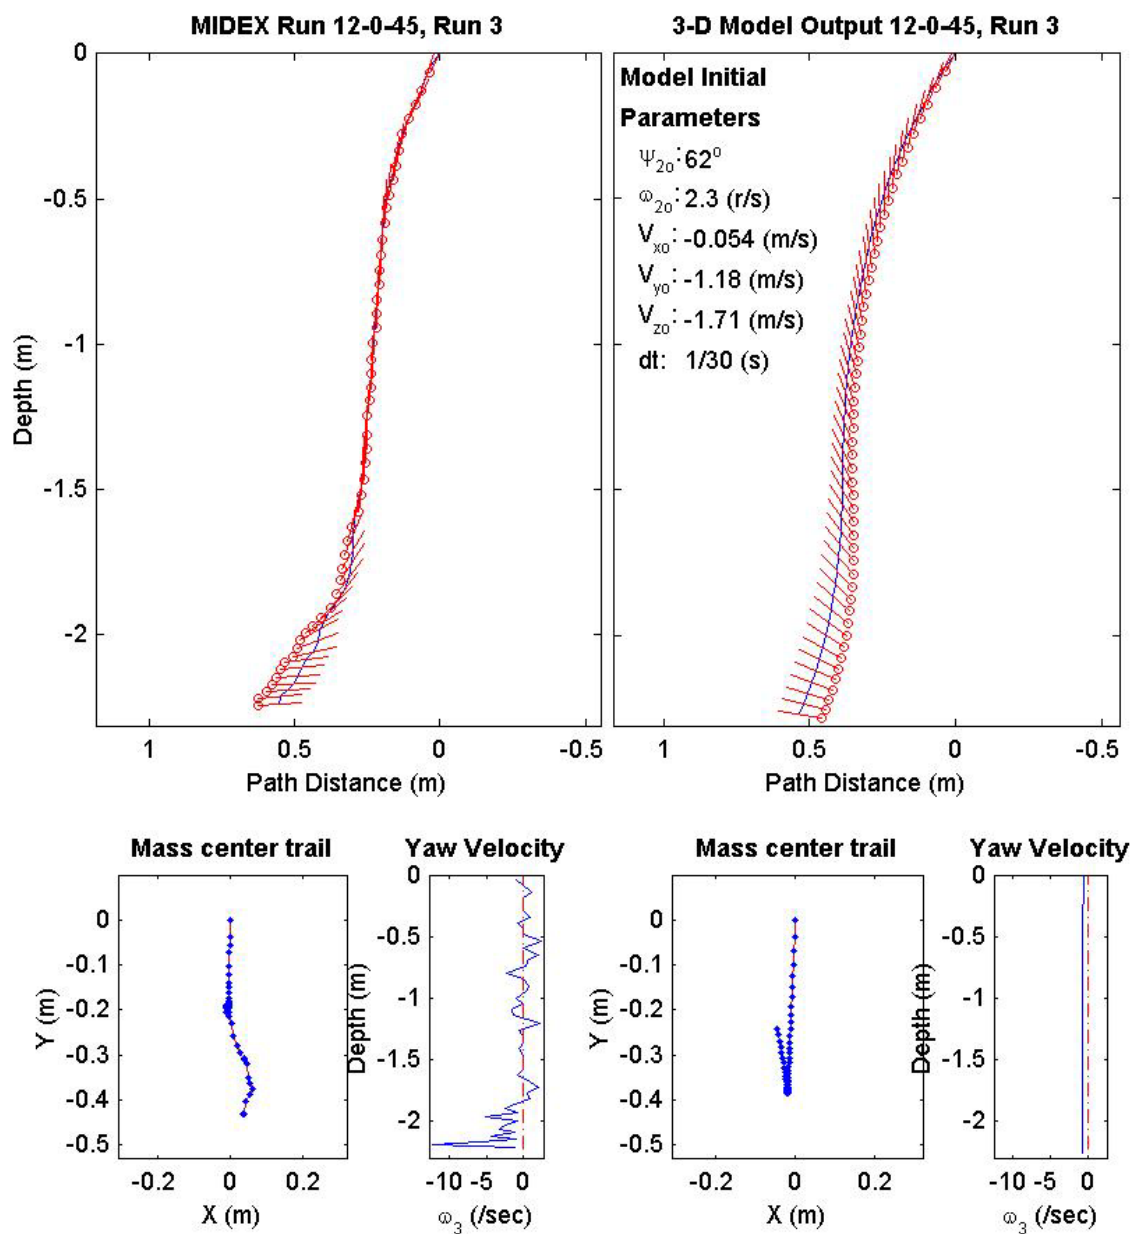 MIDEX Run 12-0-45, Run 3
3-D Model Output 12-0-45, Run 3
0
-0.5
-1
-1.5
-2
Depth (m)
1
0.5
0
-0.5
Path Distance (m)
Model Initial
Parameters
Ψ2o: 62o
ω2o: 2.3 (r/s)
Vxo: -0.054 (m/s)
Vyo: -1.18 (m/s)
Vzo: -1.71 (m/s)
dt: 1/30 (s)
1
0.5
0
-0.5
Path Distance (m)
Mass center trail
0
-0.1
-0.2
-0.3
-0.4
-0.5
Y (m)
-0.2 0 0.2
X (m)
Yaw Velocity
0
-0.5
-1
-1.5
-2
Depth (m)
-10 -5 0
ω3 (/sec)
Mass center trail
0
-0.1
-0.2
-0.3
-0.4
-0.5
Y (m)
-0.2 0 0.2
X (m)
Yaw Velocity
0
-0.5
-1
-1.5
-2
Depth (m)
-10 -5 0
ω3 (/sec)